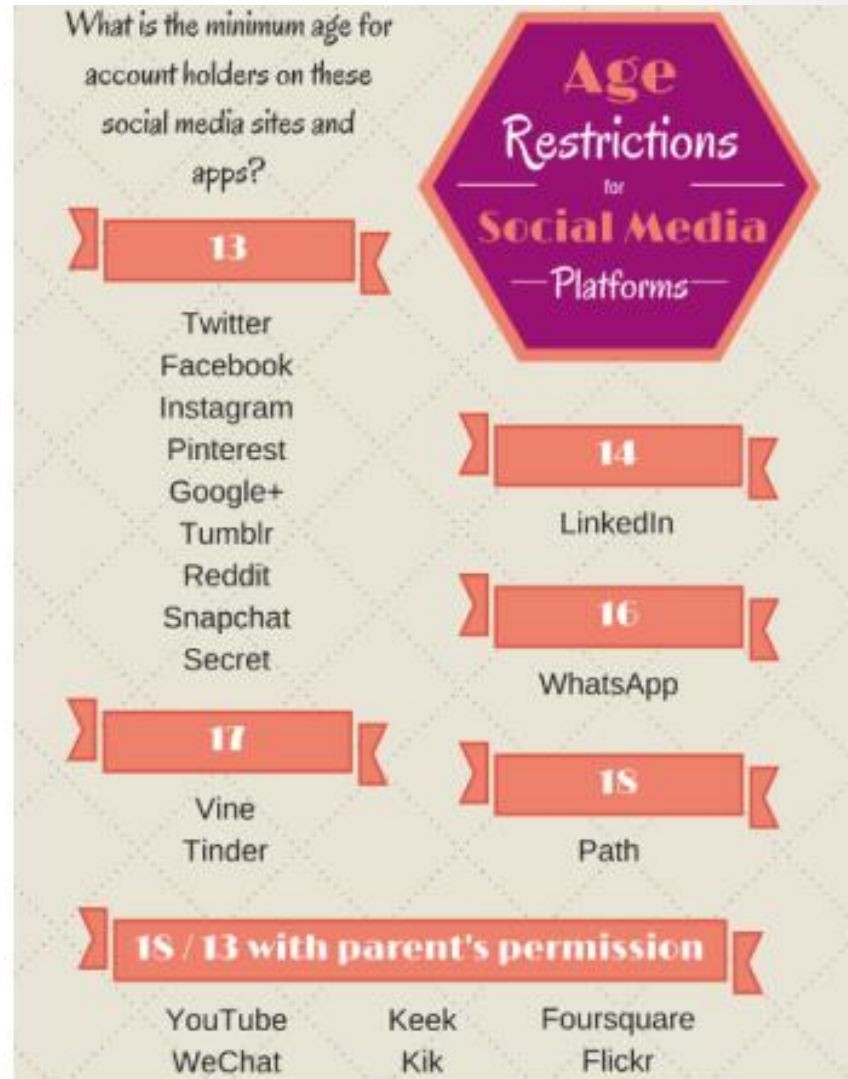 What is the minimum age for
account holders on these
social media sites and
apps?
Age
Restrictions
for
Social Media
Platforms
13
Twitter
Facebook
Instagram
Pinterest
Google+
Tumblr
Reddit
Snapchat
Secret
14
LinkedIn
16
WhatsApp
17
Vine
Tinder
18
Path
18 / 13 with parent's permission
YouTube Keek Foursquare
WeChat Kik Flickr